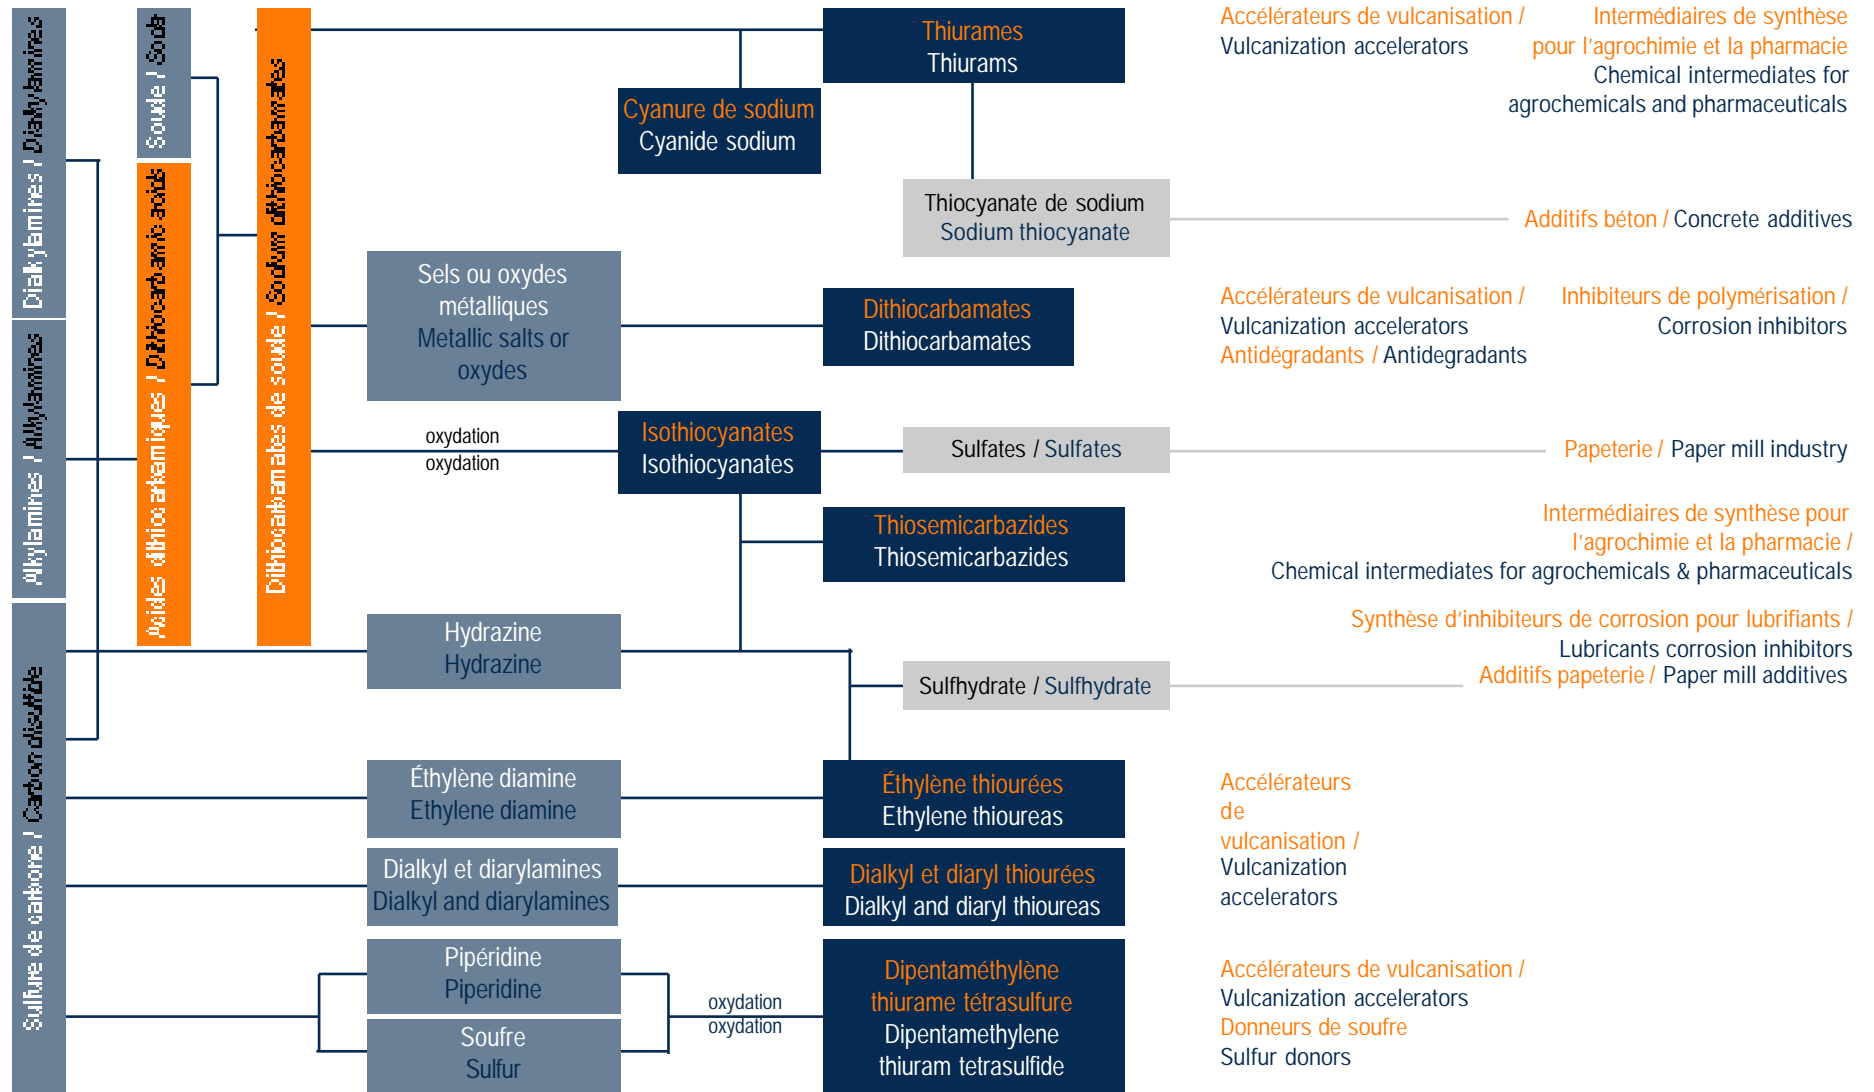 Dialkylamines / Dialkylamines
Alkylamines / Alkylamines
Sulfure de carbone / Carbon disulfide
Soude / Soda
Acides dithiocarbamiques / Dithiocarbamic acids
Dithiocarbamates de soude / Sodium dithiocarbamates
Thiurames
Thiurams
Accélérateurs de vulcanisation /
Vulcanization accelerators
Intermédiaires de synthèse
pour l'agrochimie et la pharmacie
Chemical intermediates for
agrochemicals and pharmaceuticals
Cyanure de sodium
Cyanide sodium
Thiocyanate de sodium
Sodium thiocyanate
Additifs béton / Concrete additives
Sels ou oxydes
métalliques
Metallic salts or
oxydes
Dithiocarbamates
Dithiocarbamates
Accélérateurs de vulcanisation /
Vulcanization accelerators
Antidégradants / Antidegradants
Inhibiteurs de polymérisation /
Corrosion inhibitors
oxydation
oxydation
Isothiocyanates
Isothiocyanates
Sulfates / Sulfates
Papeterie / Paper mill industry
Thiosemicarbazides
Thiosemicarbazides
Intermédiaires de synthèse pour
l'agrochimie et la pharmacie /
Chemical intermediates for agrochemicals & pharmaceuticals
Hydrazine
Hydrazine
Synthèse d'inhibiteurs de corrosion pour lubrifiants /
Lubricants corrosion inhibitors
Sulfhydrate / Sulfhydrate
Additifs papeterie / Paper mill additives
Éthylène diamine
Ethylene diamine
Éthylène thiourées
Ethylene thioureas
Accélérateurs
de
vulcanisation /
Vulcanization
accelerators
Dialkyl et diarylamines
Dialkyl and diarylamines
Dialkyl et diaryl thiourées
Dialkyl and diaryl thioureas
Pipéridine
Piperidine
Soufre
Sulfur
oxydation
oxydation
Dipentaméthylène
thiurame tétrasulfure
Dipentamethylene
thiuram tetrasulfide
Accélérateurs de vulcanisation /
Vulcanization accelerators
Donneurs de soufre
Sulfur donors